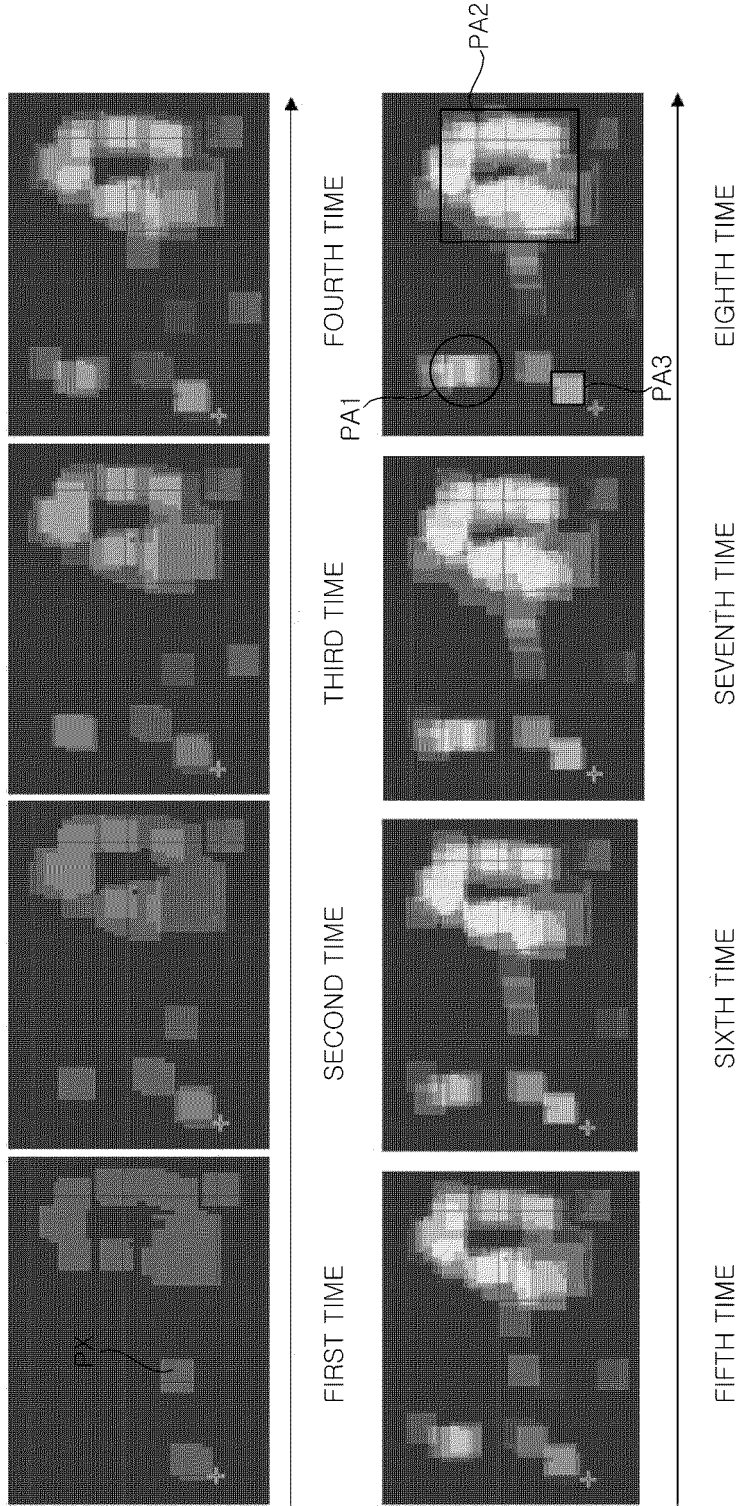 PX
FIRST TIME
SECOND TIME
THIRD TIME
FOURTH TIME
PA1
PA2
PA3
FIFTH TIME
SIXTH TIME
SEVENTH TIME
EIGHTH TIME